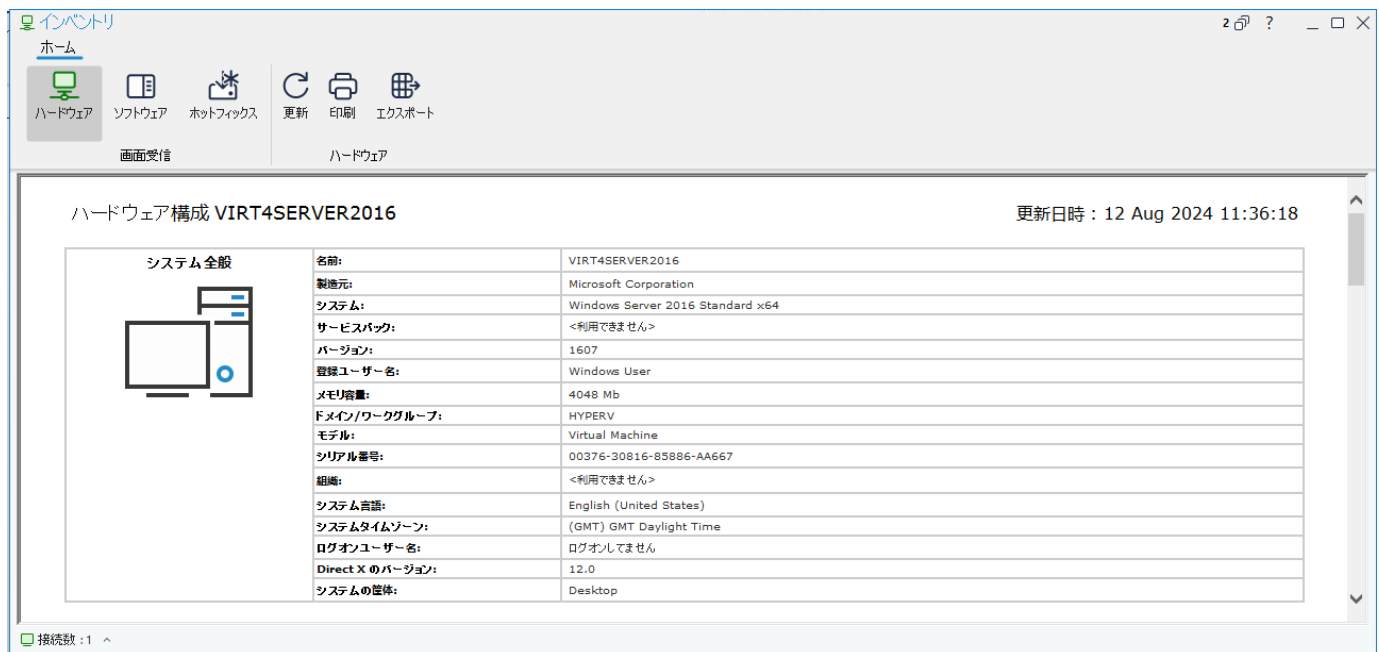 インベントリ
2 ?
ホーム
ハードウェア ソフトウェア ホットフィックス 更新 印刷 エクスポート
画面受信 ハードウェア
ハードウェア構成 VIRT4SERVER2016 更新日時：12 Aug 2024 11:36:18
システム全般
名前: VIRT4SERVER2016
製造元: Microsoft Corporation
システム: Windows Server 2016 Standard x64
サービスパック: <利用できません>
バージョン: 1607
登録ユーザー名: Windows User
メモリ容量: 4048 Mb
ドメイン/ワークグループ: HYPERV
モデル: Virtual Machine
シリアル番号: 00376-30816-85886-AA667
組織: <利用できません>
システム言語: English (United States)
システムタイムゾーン: (GMT) GMT Daylight Time
ログオンユーザー名: ログオンしてません
Direct X のバージョン: 12.0
システムの筐体: Desktop
接続数 : 1